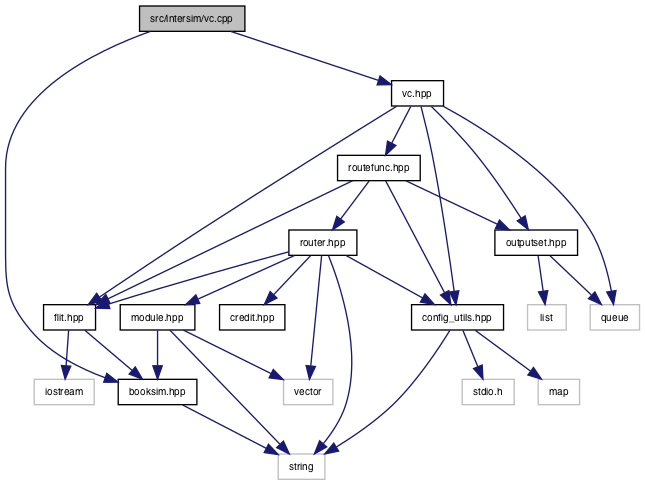 src/intersim/vc.cpp
vc.hpp
routefunc.hpp
router.hpp
outputset.hpp
flit.hpp
module.hpp
credit.hpp
config_utils.hpp
list
queue
iostream
booksim.hpp
vector
stdio.h
map
string